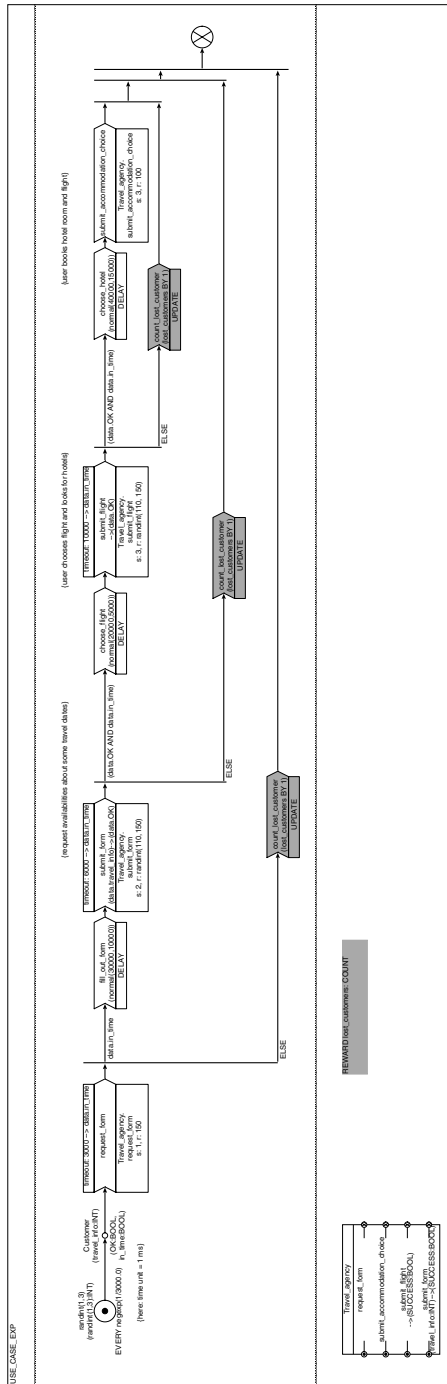 USE_CASE_EXP
randint(1,3)
(randint(1,3):INT)
EVERY negexp(1/3000.0)
{here: time unit = 1 ms}
Customer
(travel_info:INT)
(OK:BOOL,
in_time:BOOL)
timeout: 3000 --> data.in_time
request_form
Travel_agency.
request_form
s: 1, r: 150
data.in_time
ELSE
{request availabilities about some travel dates}
fill_out_form
(normal(30000,10000))
DELAY
timeout: 6000 --> data.in_time
submit_form
(data.travel_info)-->(data.OK)
Travel_agency.
submit_form
s: 2, r: randint(110,150)
(data.OK AND data.in_time)
ELSE
count_lost_customer
(lost_customers BY 1)
UPDATE
{user chooses flight and looks for hotels}
choose_flight
(normal(20000,5000))
DELAY
timeout: 10000 --> data.in_time
submit_flight
-->(data.OK)
Travel_agency.
submit_flight
s: 3, r: randint(110, 150)
(data.OK AND data.in_time)
ELSE
count_lost_customer
(lost_customers BY 1)
UPDATE
{user books hotel room and flight}
choose_hotel
(normal(40000,15000))
DELAY
submit_accommodation_choice
Travel_agency.
submit_accommodation_choice
s: 3, r: 100
count_lost_customer
(lost_customers BY 1)
UPDATE
REWARD lost_customers: COUNT
Travel_agency
request_form
submit_accommodation_choice
submit_flight
-->(SUCCESS:BOOL)
submit_form
(travel_info:INT)-->(SUCCESS:BOOL)